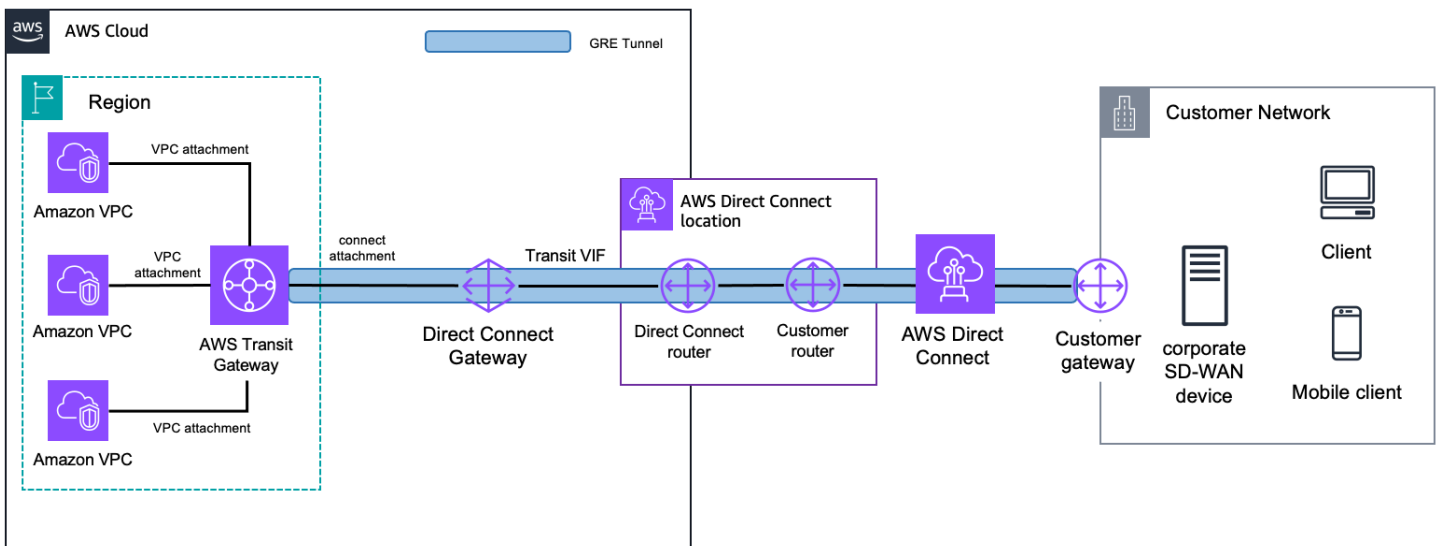 aws
AWS Cloud
GRE Tunnel
Region
VPC attachment
Amazon VPC
VPC
attachment
Amazon VPC
AWS Transit
Gateway
VPC attachment
Amazon VPC
connect
attachment
Direct Connect
Gateway
Transit VIF
AWS Direct Connect
location
Direct Connect
router
Customer
router
AWS Direct
Connect
Customer
gateway
Customer Network
corporate
SD-WAN
device
Client
Mobile client